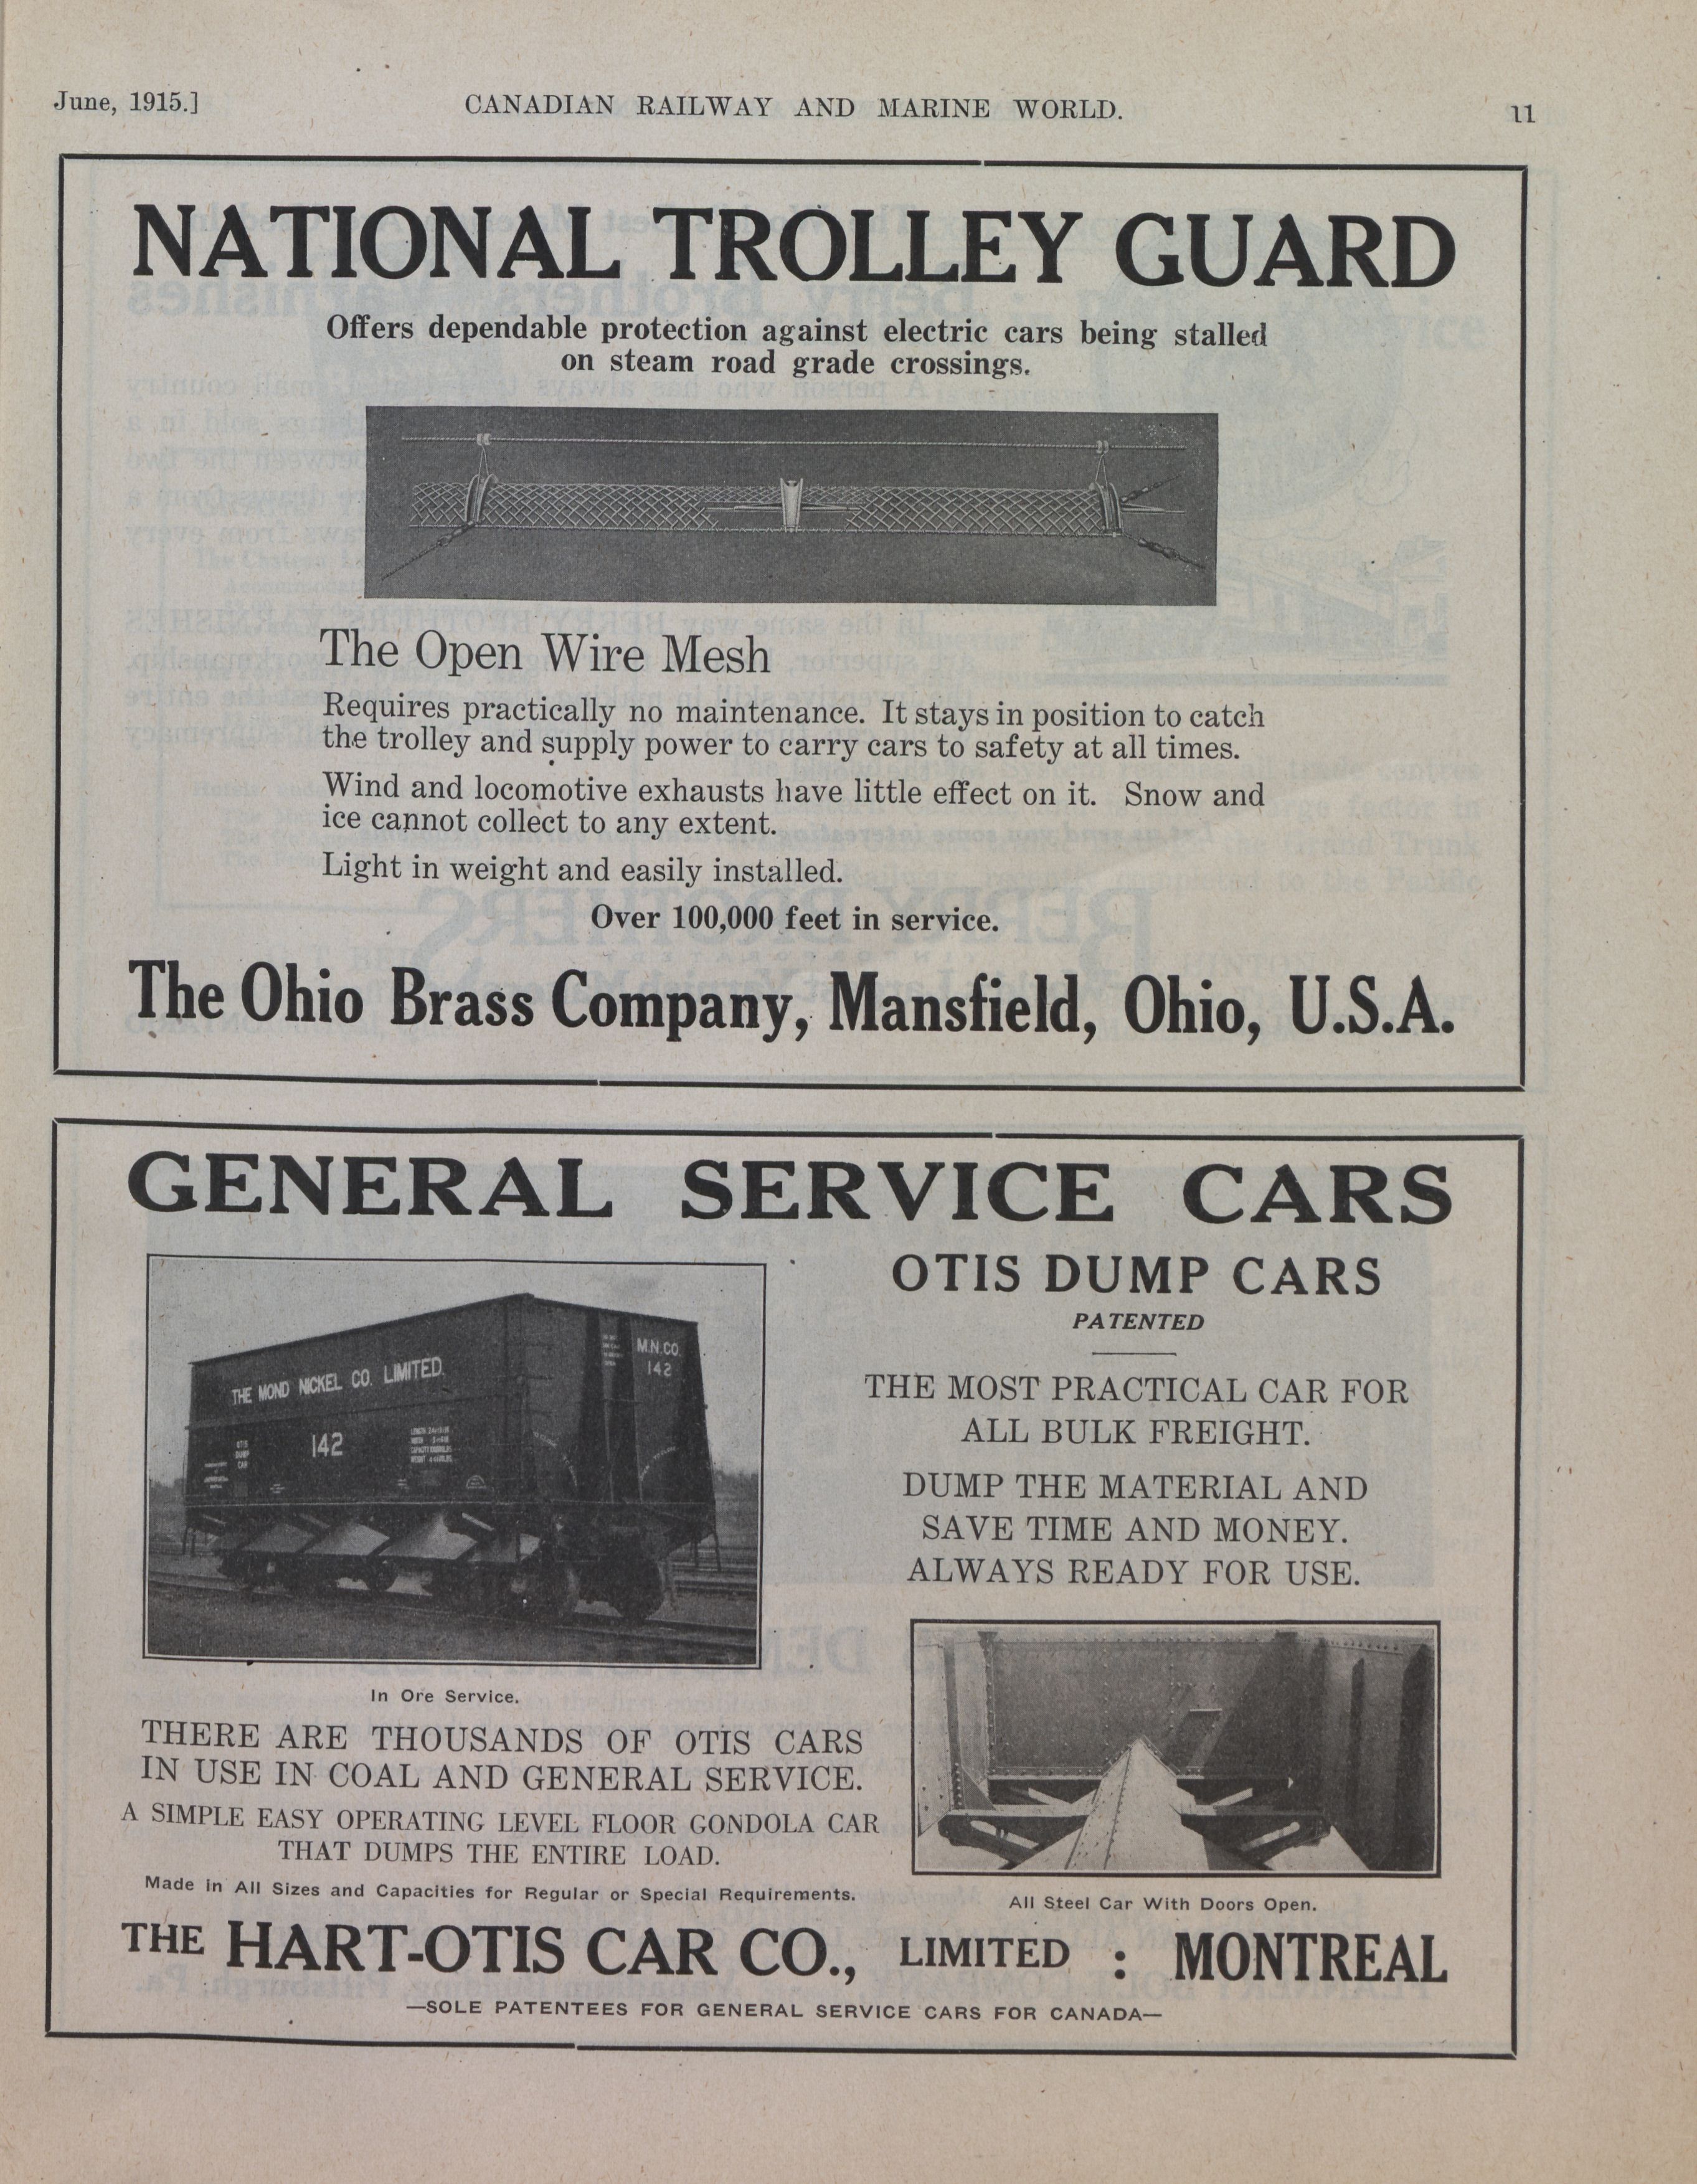 June, 1915.]
CANADIAN RAILWAY AND MARINE WORLD.
11
NATIONAL TROLLEY GUARD
Offers dependable protection against electric cars being stalled
on steam road grade crossings.
The Open Wire Mesh
Requires practically no maintenance. It stays in position to catch
the trolley and supply power to carry cars to safety at all times.
Wind and locomotive exhausts have little effect on it. Snow and
ice cannot collect to any extent.
Light in weight and easily installed.
Over 100,000 feet in service.
The Ohio Brass Company, Mansfield, Ohio, U.S.A.
GENERAL SERVICE CARS
THE MOND NICKEL CO. LIMITED.
142
OTIS
DUMP
CAR
M.N.CO.
142
In Ore Service.
OTIS DUMP CARS
PATENTED
THE MOST PRACTICAL CAR FOR
ALL BULK FREIGHT.
DUMP THE MATERIAL AND
SAVE TIME AND MONEY.
ALWAYS READY FOR USE.
THERE ARE THOUSANDS OF OTIS CARS
IN USE IN COAL AND GENERAL SERVICE.
A SIMPLE EASY OPERATING LEVEL FLOOR GONDOLA CAR
THAT DUMPS THE ENTIRE LOAD.
Made in All Sizes and Capacities for Regular or Special Requirements.
All Steel Car With Doors Open.
THE HART-OTIS CAR CO., LIMITED : MONTREAL
—SOLE PATENTEES FOR GENERAL SERVICE CARS FOR CANADA—